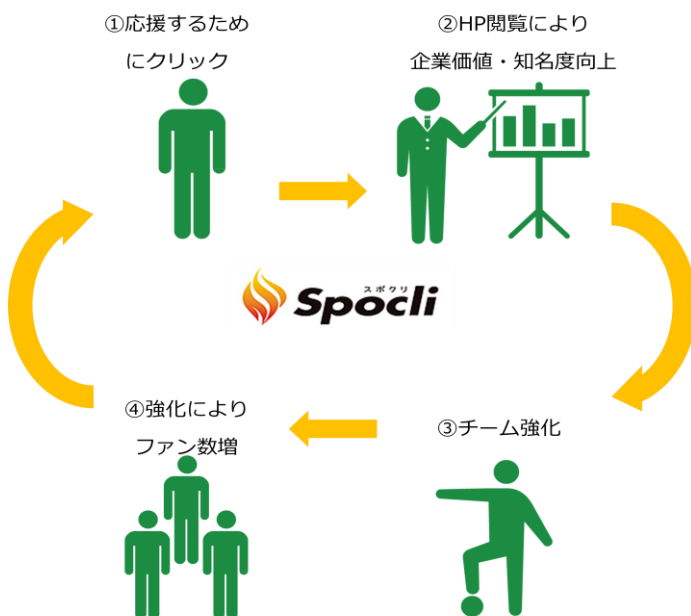 ①応援するため
にクリック
②HP閲覧により
企業価値・知名度向上
スポクリ
Spocli
④強化により
ファン数増
③チーム強化